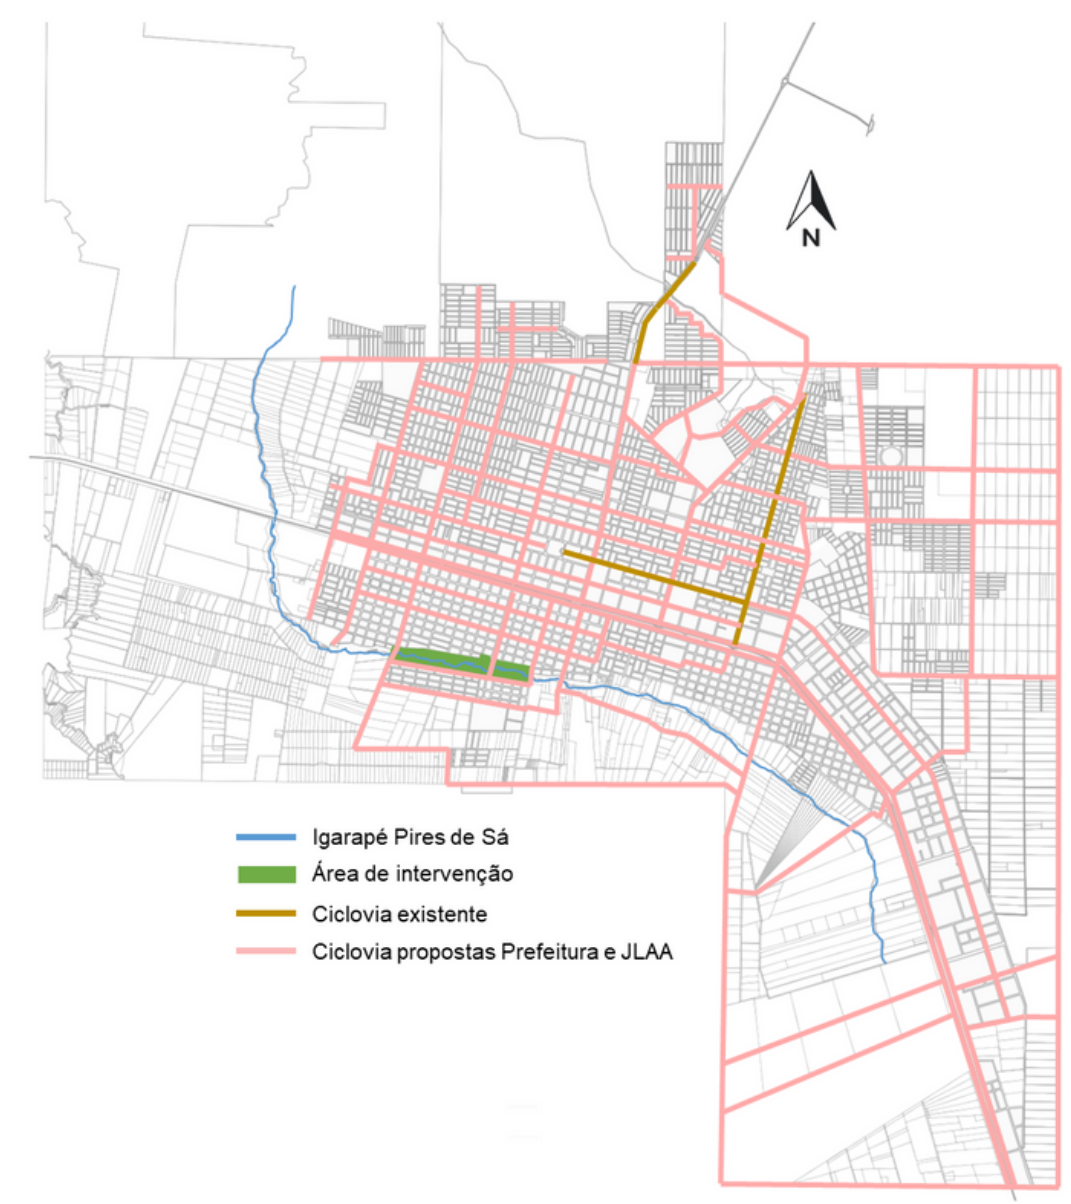 N
Igarapé Pires de Sá
Área de intervenção
Ciclovia existente
Ciclovia propostas Prefeitura e JLAA